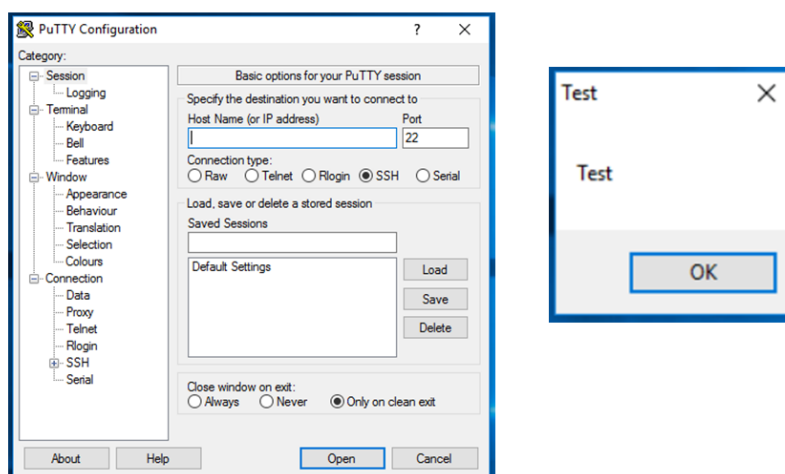 PuTTY Configuration
?
Category:
Session
Logging
Terminal
Keyboard
Bell
Features
Window
Appearance
Behaviour
Translation
Selection
Colours
Connection
Data
Proxy
Telnet
Rlogin
SSH
Serial
Basic options for your PuTTY session
Specify the destination you want to connect to
Host Name (or IP address) Port
22
Connection type:
Raw Telnet Rlogin SSH Serial
Load, save or delete a stored session
Saved Sessions
Default Settings
Load
Save
Delete
Close window on exit:
Always Never Only on clean exit
About Help Open Cancel
Test
Test
OK